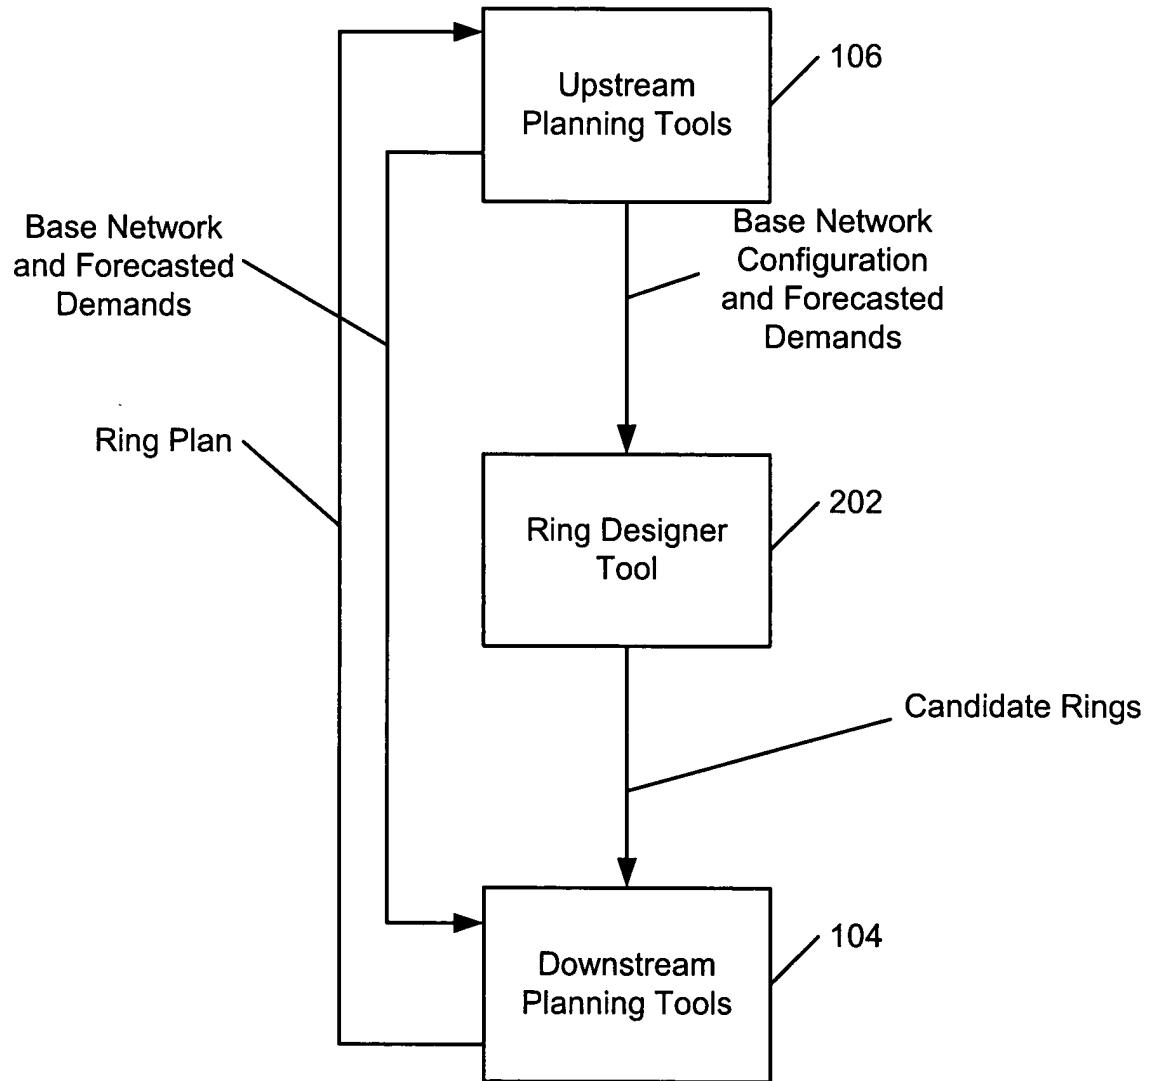 106
Upstream
Planning Tools
Base Network
and Forecasted
Demands
Base Network
Configuration
and Forecasted
Demands
Ring Plan
202
Ring Designer
Tool
Candidate Rings
104
Downstream
Planning Tools